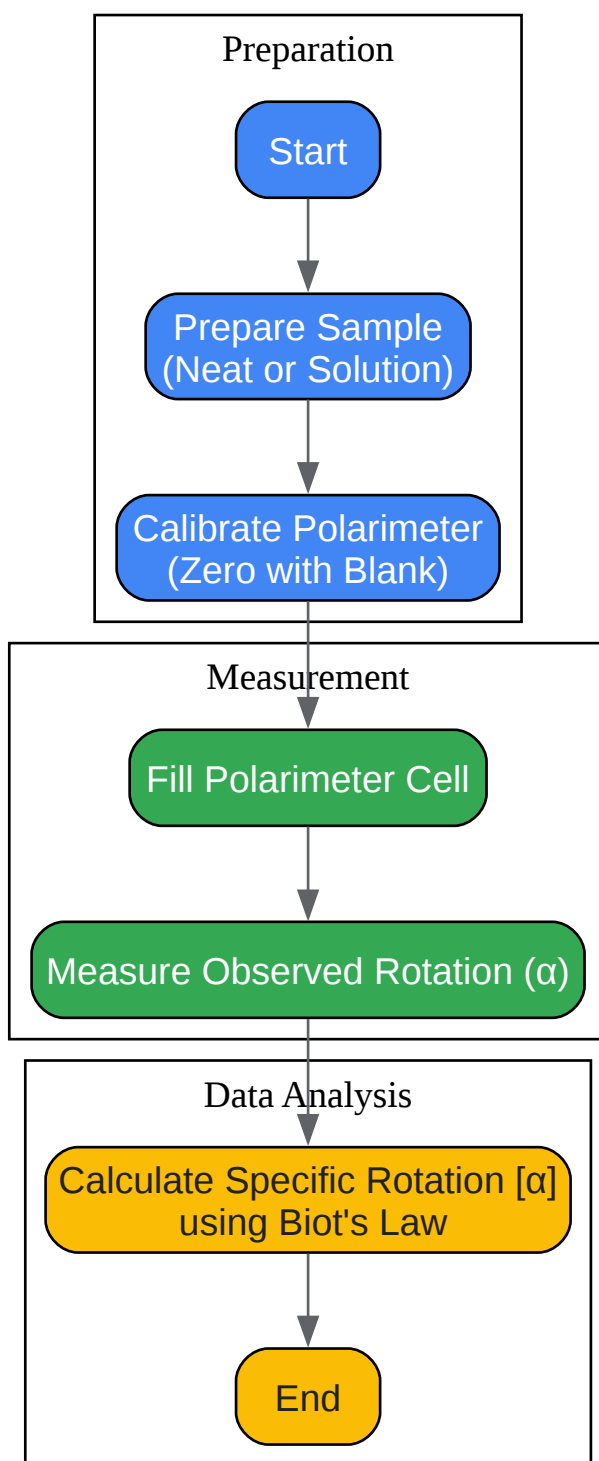 Preparation
Start
Prepare Sample
(Neat or Solution)
Calibrate Polarimeter
(Zero with Blank)
Measurement
Fill Polarimeter Cell
Measure Observed Rotation (α)
Data Analysis
Calculate Specific Rotation [α]
using Biot's Law
End